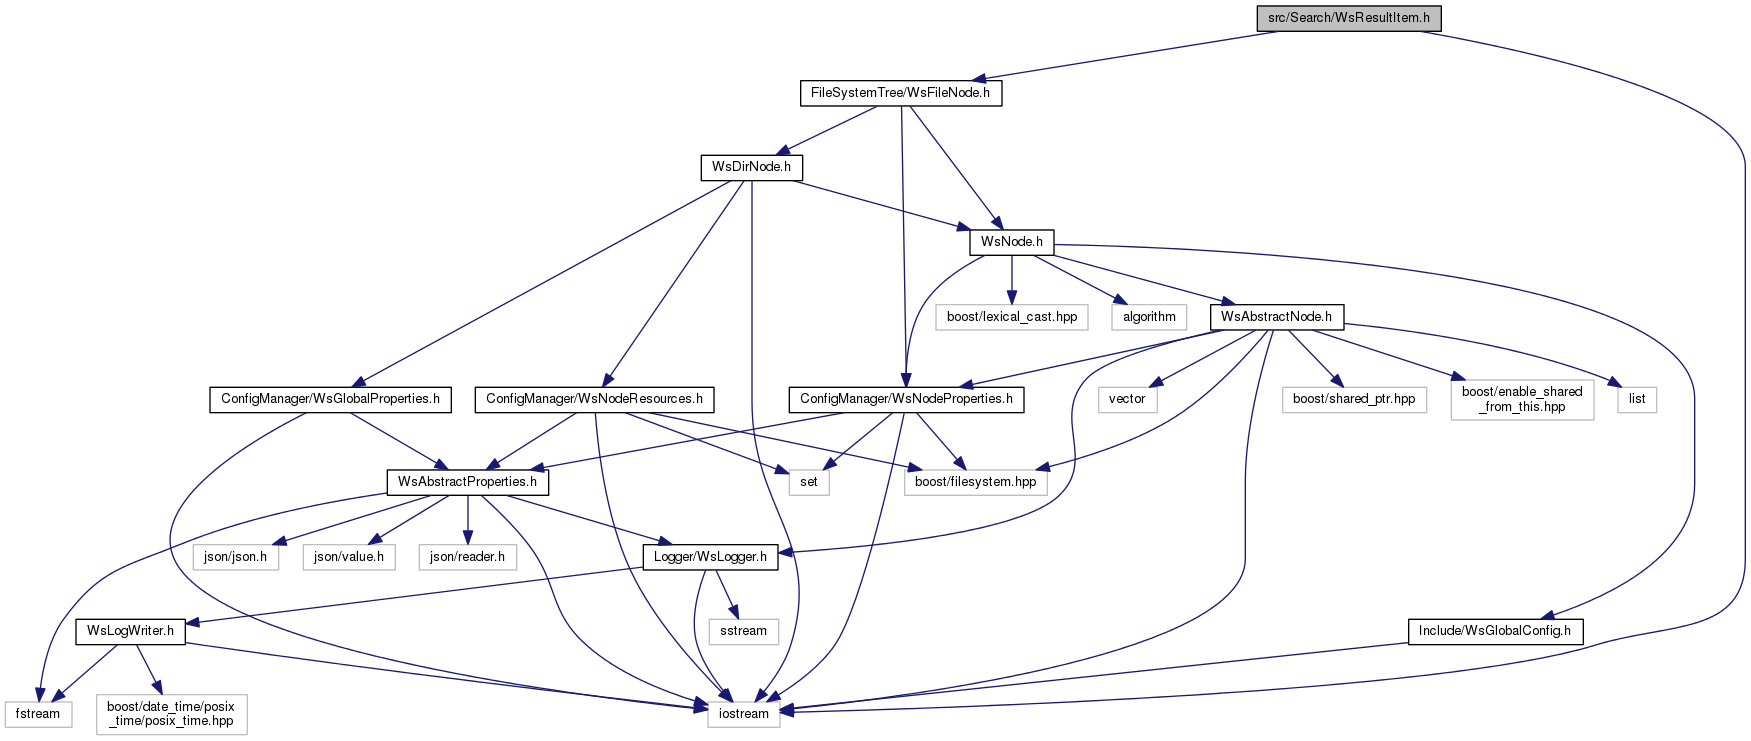 src/Search/WsResultItem.h
FileSystemTree/WsFileNode.h
WsDirNode.h
WsNode.h
boost/lexical_cast.hpp
algorithm
WsAbstractNode.h
ConfigManager/WsGlobalProperties.h
ConfigManager/WsNodeResources.h
ConfigManager/WsNodeProperties.h
vector
boost/shared_ptr.hpp
boost/enable_shared
_from_this.hpp
list
WsAbstractProperties.h
set
boost/filesystem.hpp
json/json.h
json/value.h
json/reader.h
Logger/WsLogger.h
WsLogWriter.h
sstream
Include/WsGlobalConfig.h
fstream
boost/date_time/posix
_time/posix_time.hpp
iostream